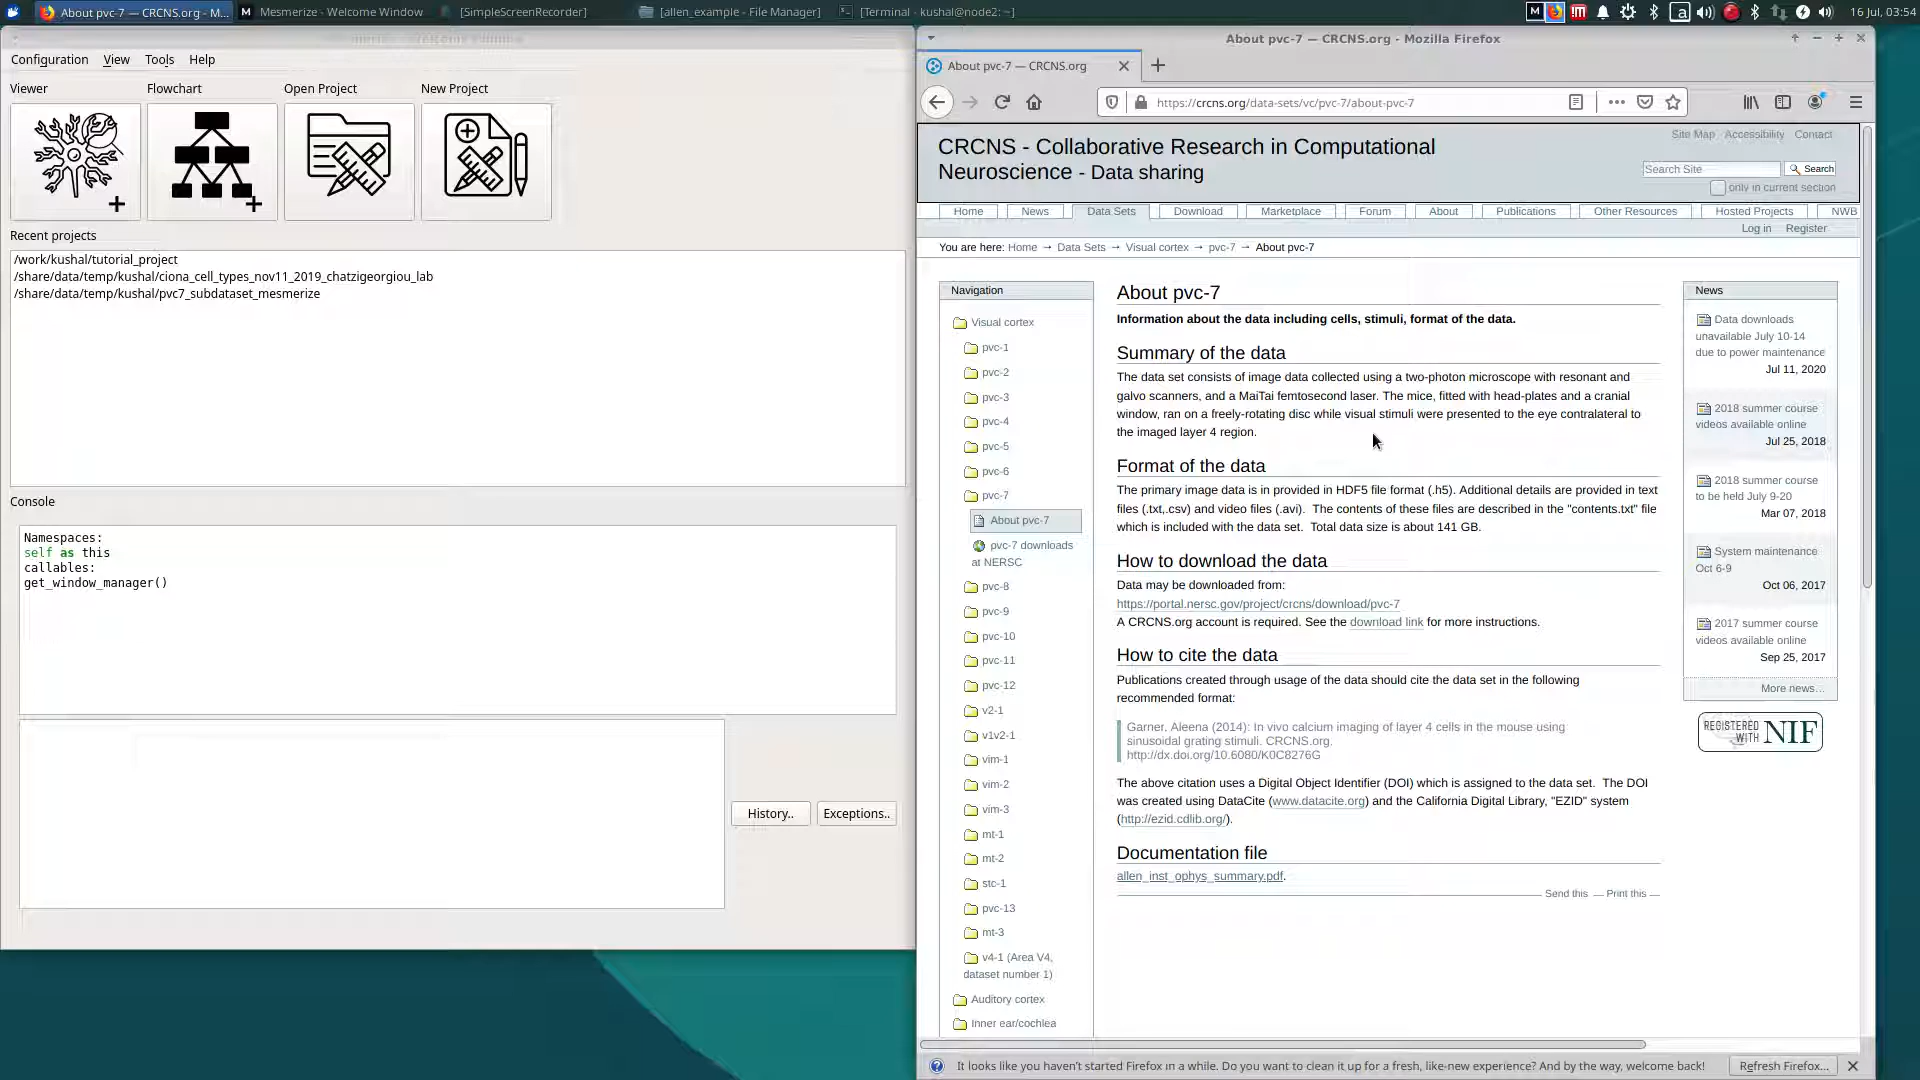 About pvc-7 — CRCNS.org - M...
Mesmerize - Welcome Window
[SimpleScreenRecorder]
[allen_example - File Manager]
[Terminal - kushal@node2: ~]
16 Jul, 03:54
Configuration View Tools Help
Viewer
Flowchart
Open Project
New Project
Recent projects
/work/kushal/tutorial_project
/share/data/temp/kushal/ciona_cell_types_nov11_2019_chatzigeorgiou_lab
/share/data/temp/kushal/pvc7_subdataset_mesmerize
Console
Namespaces:
self as this
callables:
get_window_manager()
History..
Exceptions..
About pvc-7 — CRCNS.org - Mozilla Firefox
About pvc-7 — CRCNS.org
https://crcns.org/data-sets/vc/pvc-7/about-pvc-7
Site Map Accessibility Contact
CRCNS - Collaborative Research in Computational
Neuroscience - Data sharing
Search Site
Search
only in current section
Home News Data Sets Download Marketplace Forum About Publications Other Resources Hosted Projects NWB
Log in Register
You are here: Home → Data Sets → Visual cortex → pvc-7 → About pvc-7
Navigation
Visual cortex
pvc-1
pvc-2
pvc-3
pvc-4
pvc-5
pvc-6
pvc-7
About pvc-7
pvc-7 downloads
at NERSC
pvc-8
pvc-9
pvc-10
pvc-11
pvc-12
v2-1
v1v2-1
vim-1
vim-2
vim-3
mt-1
mt-2
stc-1
pvc-13
mt-3
v4-1 (Area V4,
dataset number 1)
Auditory cortex
Inner ear/cochlea
About pvc-7
Information about the data including cells, stimuli, format of the data.
Summary of the data
The data set consists of image data collected using a two-photon microscope with resonant and
galvo scanners, and a MaiTai femtosecond laser. The mice, fitted with head-plates and a cranial
window, ran on a freely-rotating disc while visual stimuli were presented to the eye contralateral to
the imaged layer 4 region.
Format of the data
The primary image data is in provided in HDF5 file format (.h5). Additional details are provided in text
files (.txt,.csv) and video files (.avi). The contents of these files are described in the "contents.txt" file
which is included with the data set. Total data size is about 141 GB.
How to download the data
Data may be downloaded from:
https://portal.nersc.gov/project/crcns/download/pvc-7
A CRCNS.org account is required. See the download link for more instructions.
How to cite the data
Publications created through usage of the data should cite the data set in the following
recommended format:
Garner, Aleena (2014): In vivo calcium imaging of layer 4 cells in the mouse using
sinusoidal grating stimuli. CRCNS.org.
http://dx.doi.org/10.6080/K0C8276G
The above citation uses a Digital Object Identifier (DOI) which is assigned to the data set. The DOI
was created using DataCite (www.datacite.org) and the California Digital Library, "EZID" system
(http://ezid.cdlib.org/).
Documentation file
allen_inst_ophys_summary.pdf.
Send this — Print this —
News
Data downloads
unavailable July 10-14
due to power maintenance
Jul 11, 2020
2018 summer course
videos available online
Jul 25, 2018
2018 summer course
to be held July 9-20
Mar 07, 2018
System maintenance
Oct 6-9
Oct 06, 2017
2017 summer course
videos available online
Sep 25, 2017
More news…
REGISTERED
WITH
NIF
It looks like you haven't started Firefox in a while. Do you want to clean it up for a fresh, like-new experience? And by the way, welcome back!
Refresh Firefox…